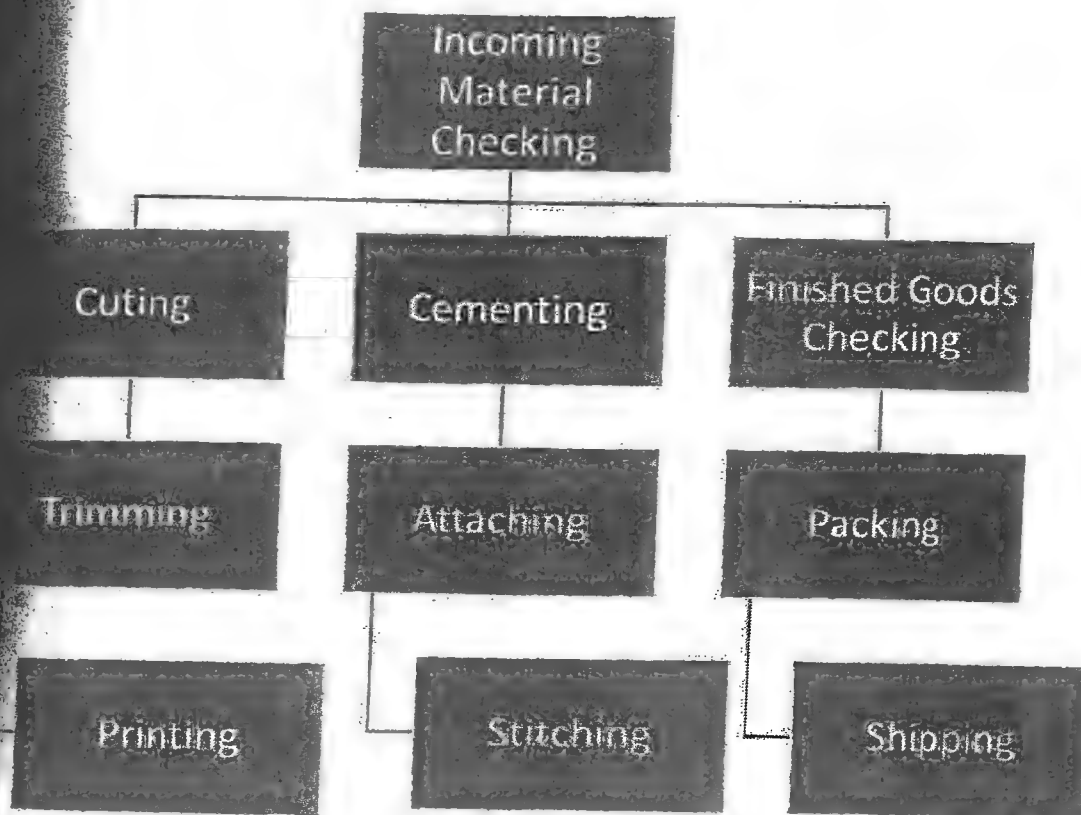 Incoming
Material
Checking
Cuting
Cementing
Finished Goods
Checking
Trimming
Attaching
Packing
Printing
Stitching
Shipping